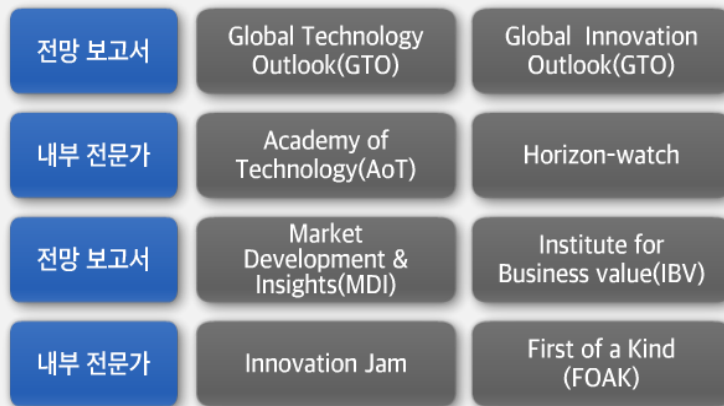 전망 보고서
Global Technology
Outlook(GTO)
Global Innovation
Outlook(GTO)
내부 전문가
Academy of
Technology(AoT)
Horizon-watch
전망 보고서
Market
Development &
Insights(MDI)
Institute for
Business value(IBV)
내부 전문가
Innovation Jam
First of a Kind
(FOAK)